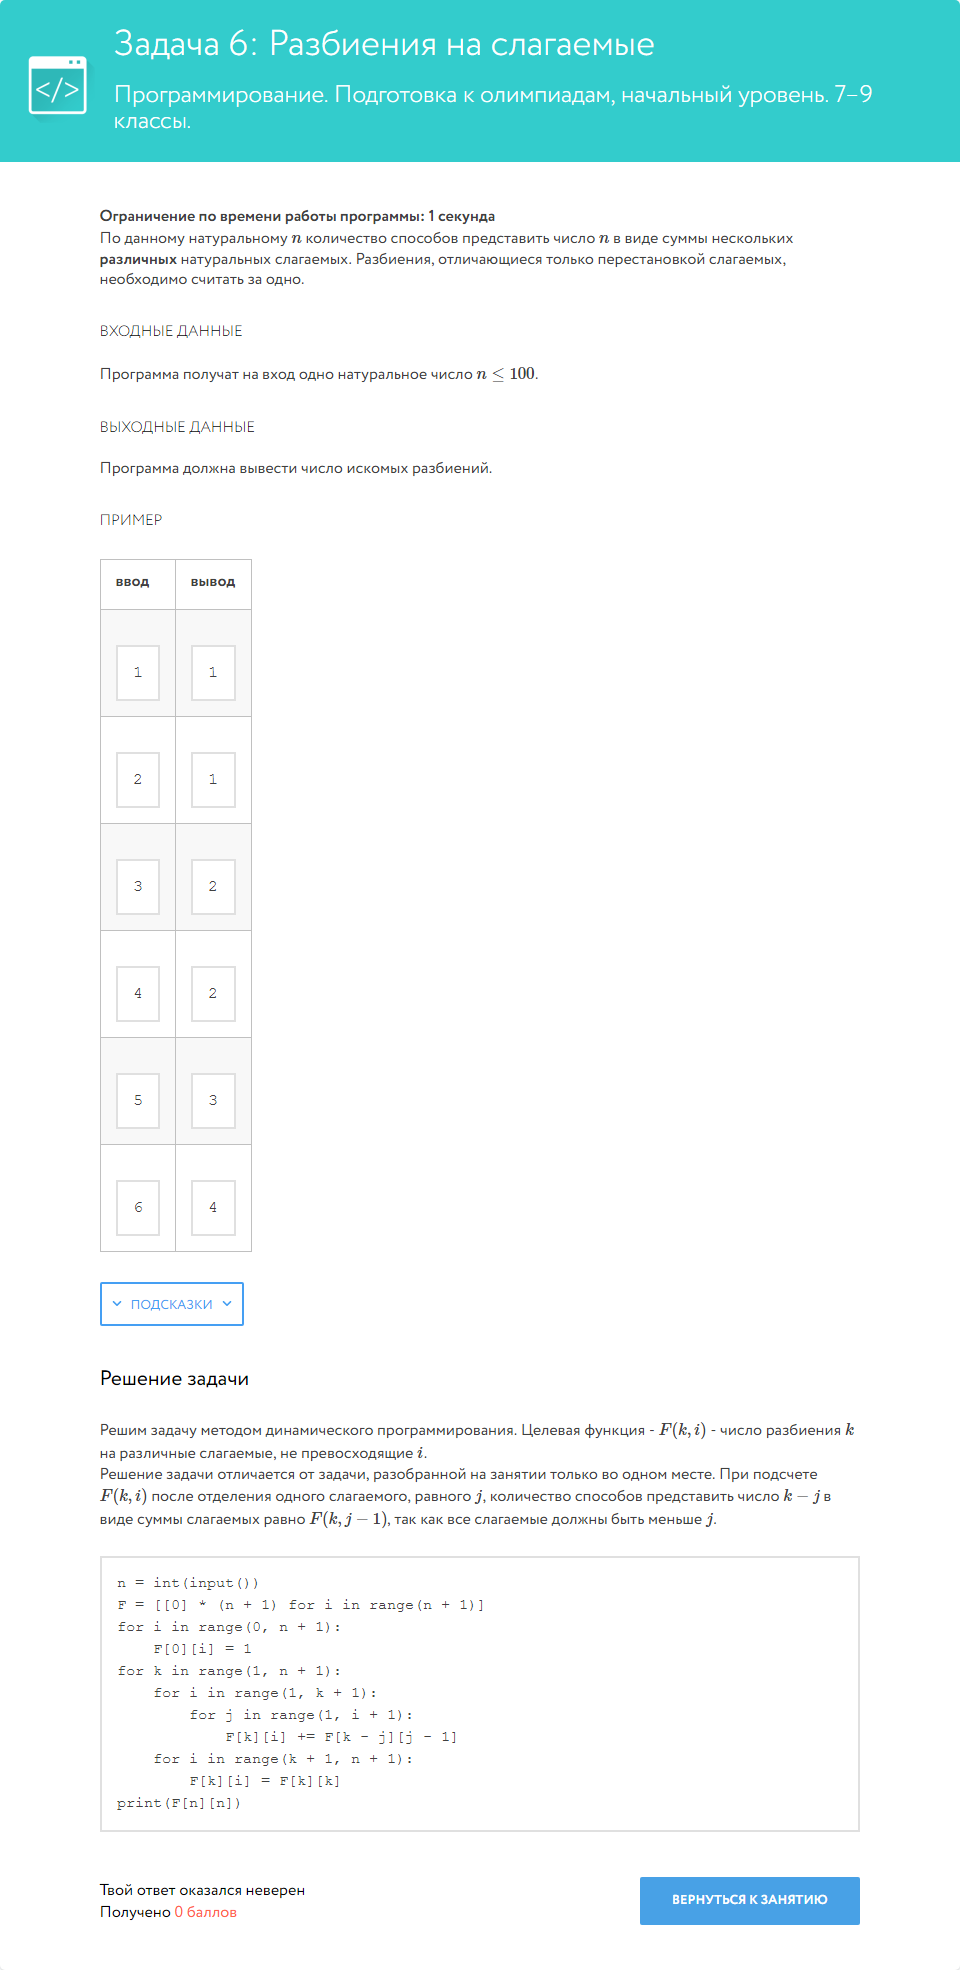 Задача 6: Разбиения на слагаемые
</>
Программирование. Подготовка к олимпиадам, начальный уровень. 7–9
классы.
Ограничение по времени работы программы: 1 секунда
По данному натуральному n количество способов представить число n в виде суммы нескольких
различных натуральных слагаемых. Разбиения, отличающиеся только перестановкой слагаемых,
необходимо считать за одно.
ВХОДНЫЕ ДАННЫЕ
Программа получат на вход одно натуральное число n ≤ 100.
ВЫХОДНЫЕ ДАННЫЕ
Программа должна вывести число искомых разбиений.
ПРИМЕР
ввод вывод
1 1
2 1
3 2
4 2
5 3
6 4
ПОДСКАЗКИ
Решение задачи
Решим задачу методом динамического программирования. Целевая функция - F(k, i) - число разбиения k
на различные слагаемые, не превосходящие i.
Решение задачи отличается от задачи, разобранной на занятии только во одном месте. При подсчете
F(k, i) после отделения одного слагаемого, равного j, количество способов представить число k − j в
виде суммы слагаемых равно F(k, j − 1), так как все слагаемые должны быть меньше j.
n = int(input())
F = [[0] * (n + 1) for i in range(n + 1)]
for i in range(0, n + 1):
    F[0][i] = 1
for k in range(1, n + 1):
    for i in range(1, k + 1):
        for j in range(1, i + 1):
            F[k][i] += F[k - j][j - 1]
    for i in range(k + 1, n + 1):
        F[k][i] = F[k][k]
print(F[n][n])
Твой ответ оказался неверен
Получено 0 баллов
ВЕРНУТЬСЯ К ЗАНЯТИЮ